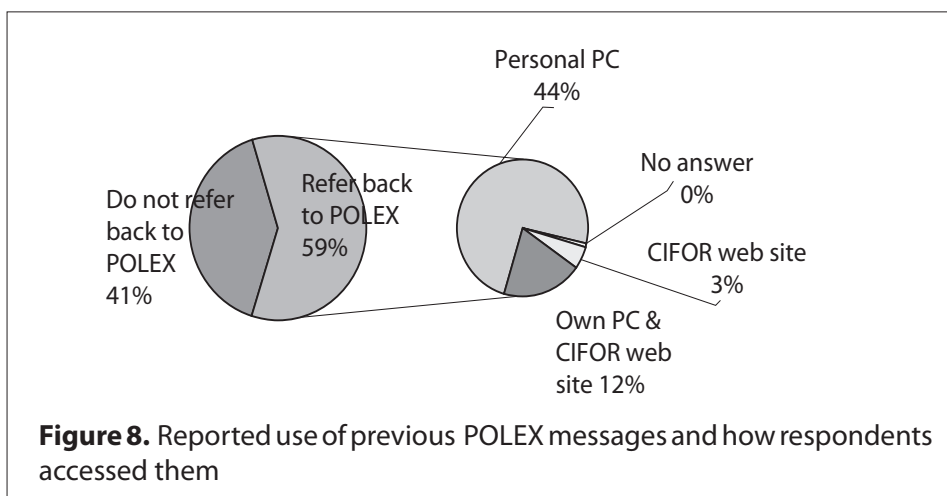 Personal PC
44%
No answer
0%
Do not refer
back to
POLEX
41%
Refer back
to POLEX
59%
CIFOR web site
3%
Own PC &
CIFOR web
site 12%
Figure 8. Reported use of previous POLEX messages and how respondents
accessed them